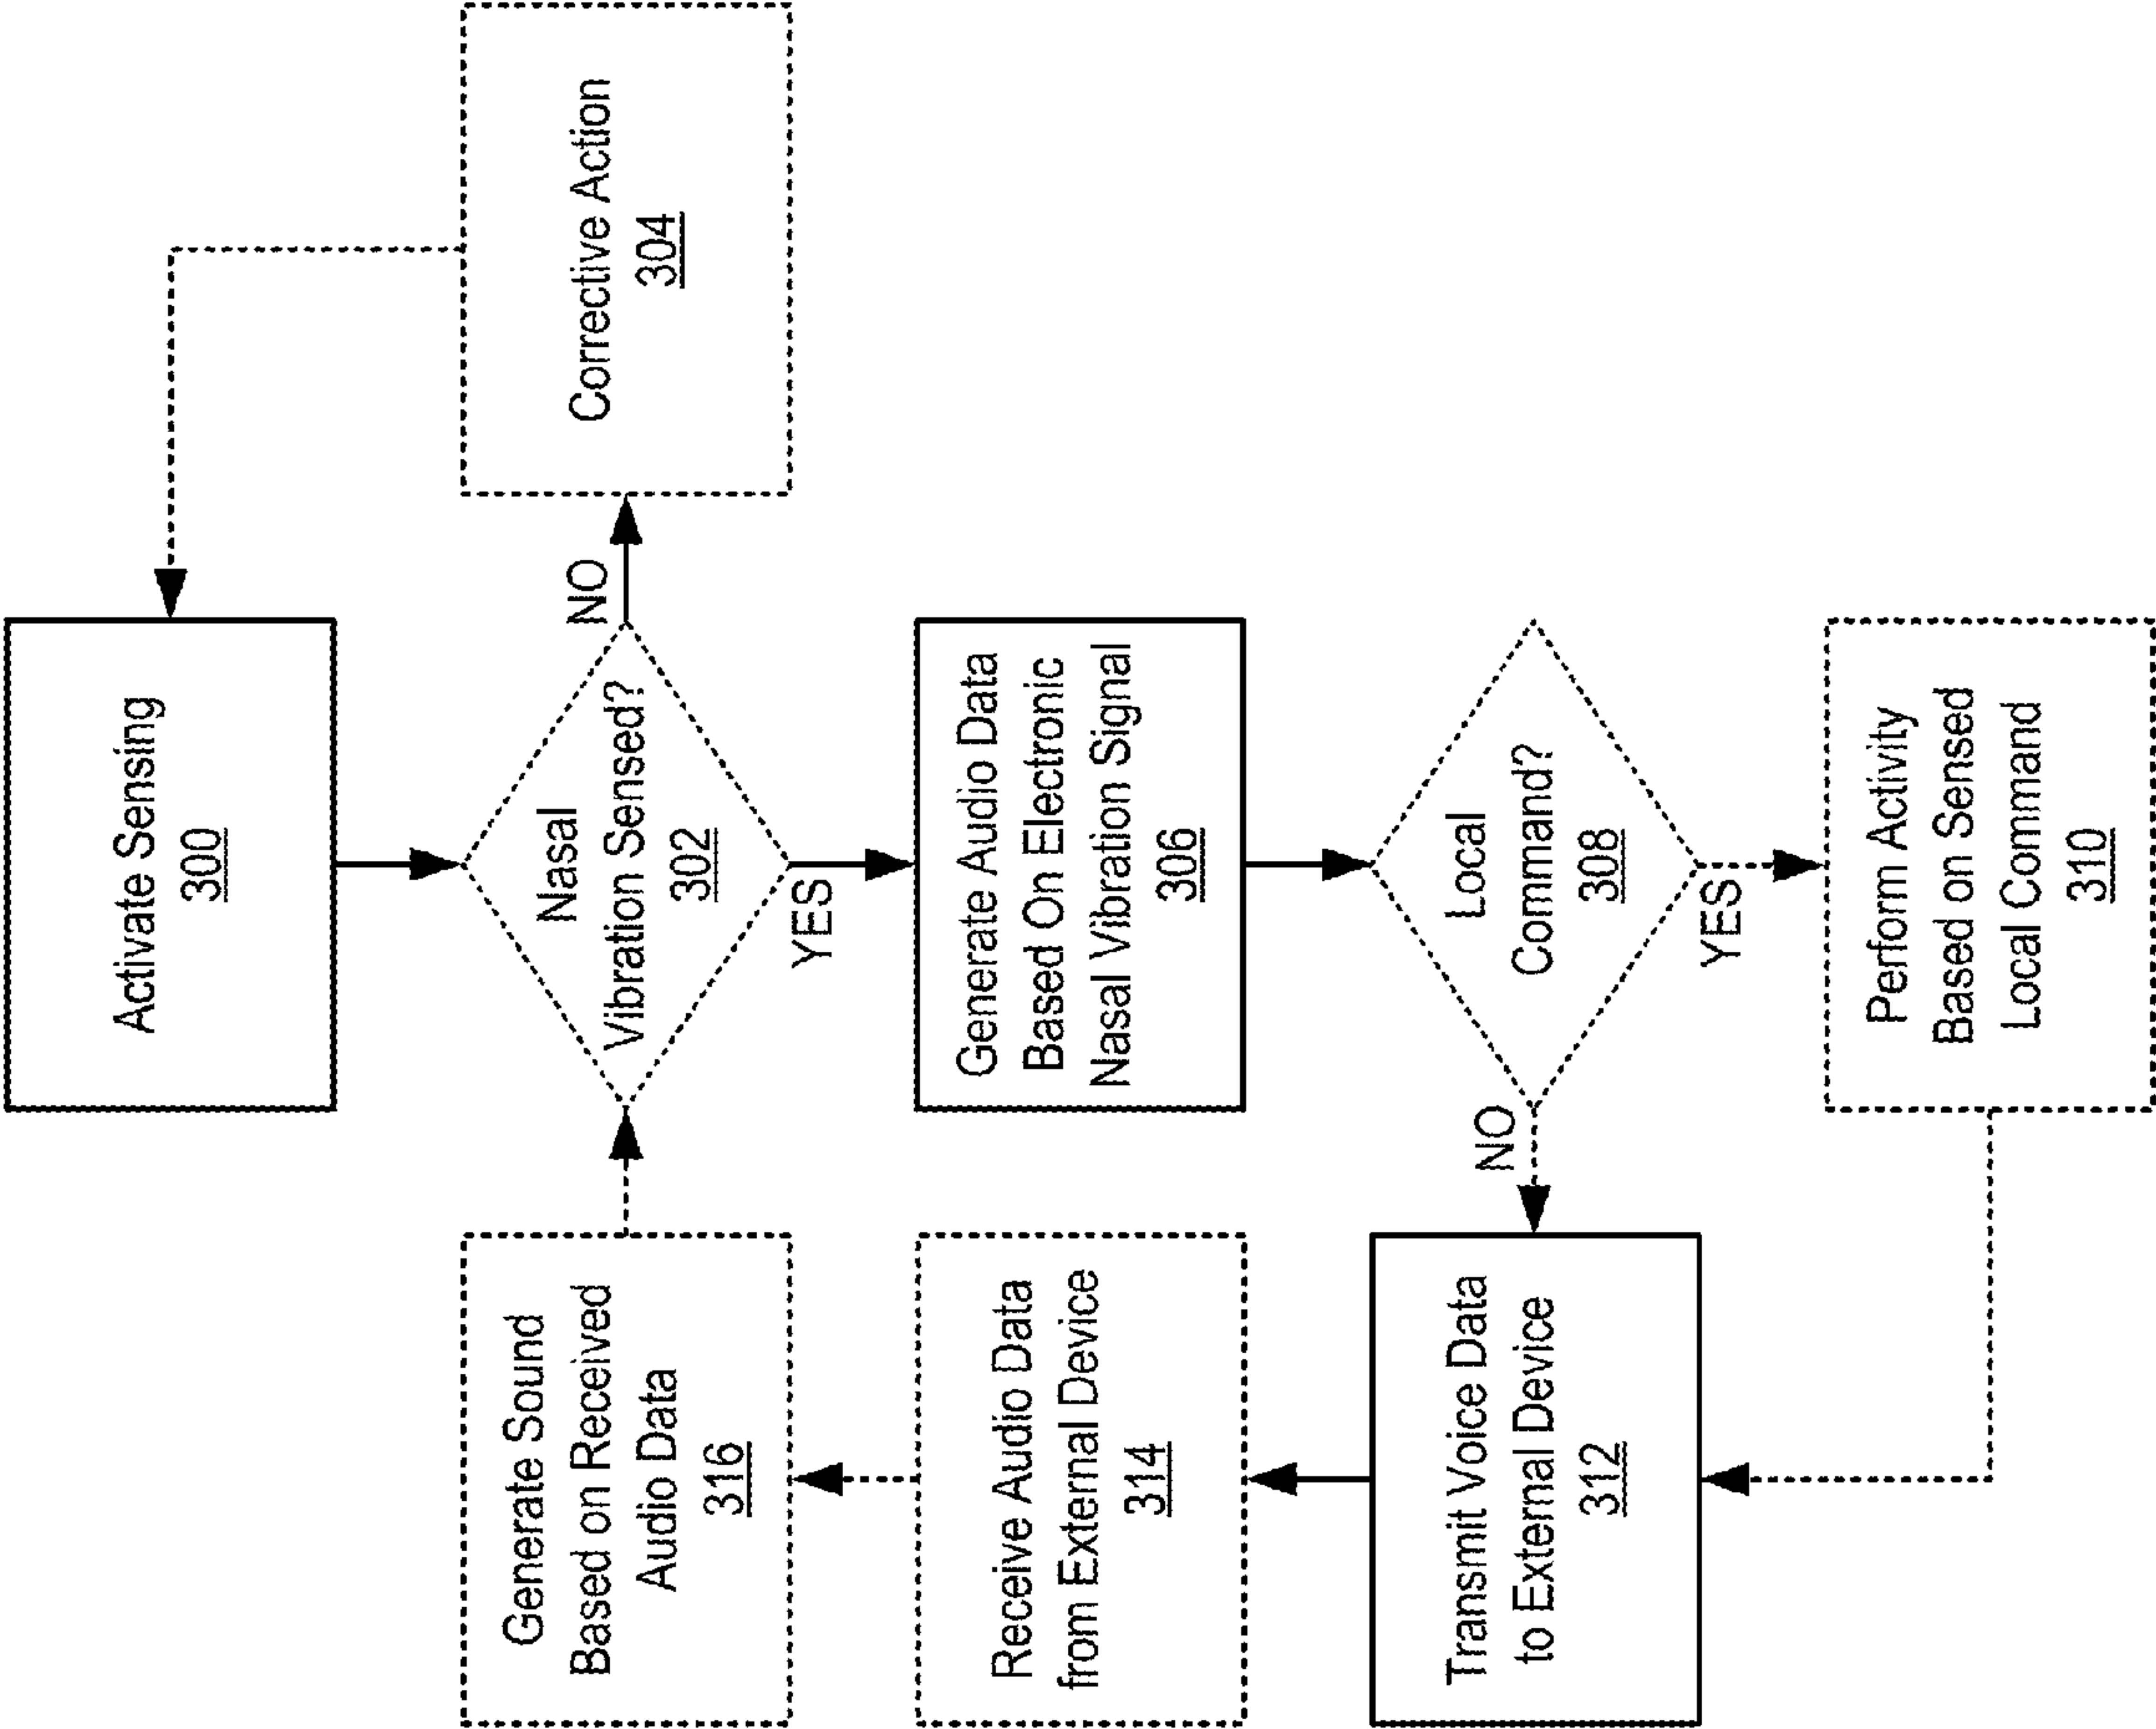 Activate Sensing
300
Nasal
Vibration Sensed?
302
NO
Corrective Action
304
YES
Generate Audio Data
Based On Electronic
Nasal Vibration Signal
306
Local
Command?
308
YES
Perform Activity
Based on Sensed
Local Command
310
NO
Transmit Voice Data
to External Device
312
Receive Audio Data
from External Device
314
Generate Sound
Based on Received
Audio Data
316